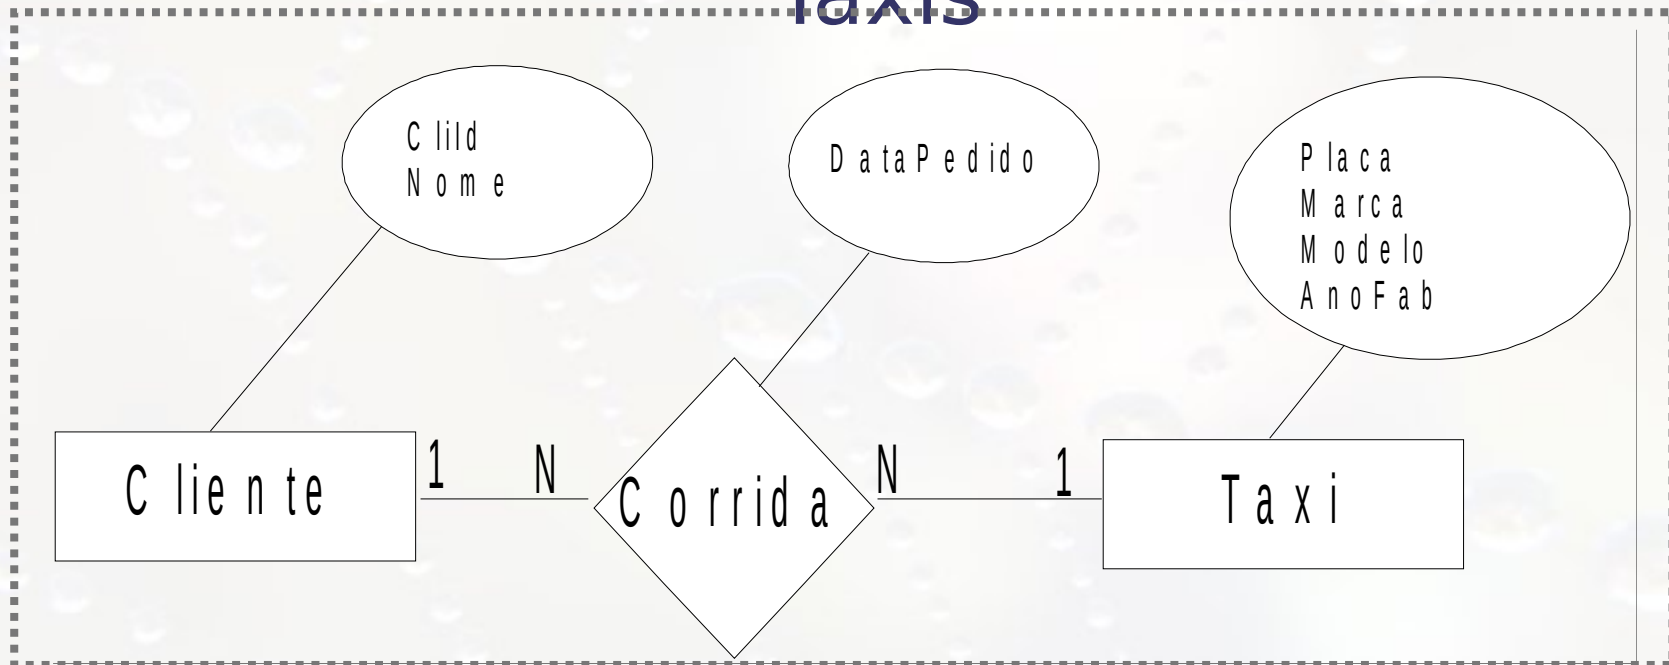 Taxis
CliId
Nome
DataPedido
Placa
Marca
Modelo
AnoFab
Cliente
1
N
Corrida
N
1
Taxi